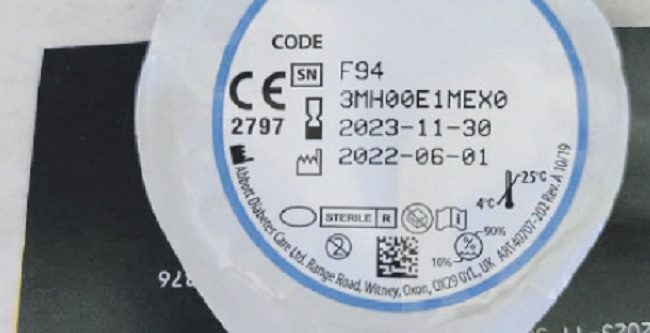 CODE
SN F94
3MH00E1MEX0
CE 2797
2023-11-30
2022-06-01
25°C
4°C
STERILE R
90%
10%
Abbott Diabetes Care Ltd. Range Road, Witney, Oxon, OX29 0YL, UK ART40707-202 Rev. A 10/19